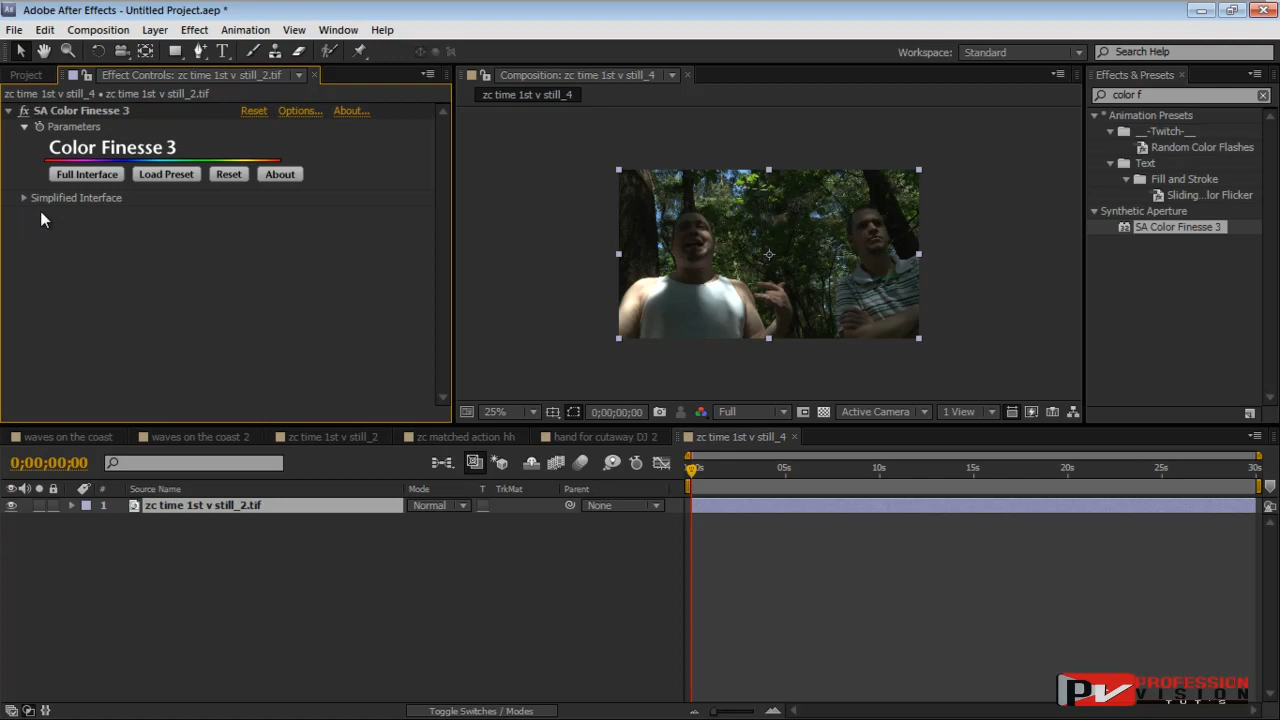 Adobe After Effects - Untitled Project.aep *
File Edit Composition Layer Effect Animation View Window Help
Workspace: Standard Search Help
Project Effect Controls: zc time 1st v still_2.tif Composition: zc time 1st v still_4 Effects & Presets
zc time 1st v still_4 • zc time 1st v still_2.tif zc time 1st v still_4 color f
fx SA Color Finesse 3 Reset Options... About... * Animation Presets
Parameters __-Twitch-__
Color Finesse 3 Random Color Flashes
Full Interface Load Preset Reset About Text
Simplified Interface Fill and Stroke
Sliding...lor Flicker
Synthetic Aperture
SA Color Finesse 3
25% 0;00;00;00 Full Active Camera 1 View
waves on the coast waves on the coast 2 zc time 1st v still_2 zc matched action hh hand for cutaway DJ 2 zc time 1st v still_4
0;00;00;00 05s 10s 15s 20s 25s 30s
# Source Name Mode T TrkMat Parent
1 zc time 1st v still_2.tif Normal None
PV PROFESSION
VISION
TUT'S
Toggle Switches / Modes